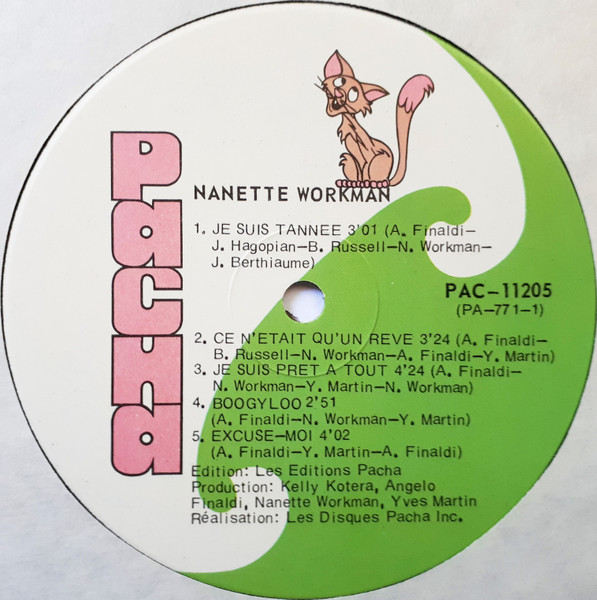 Pacha
NANETTE WORKMAN
1. JE SUIS TANNEE 3'01 (A. Finaldi—
J. Hagopian—B. Russell—N. Workman—
J. Berthiaume)
PAC—11205
(PA—771—1)
2. CE N'ETAIT QU'UN REVE 3'24 (A. Finaldi—
B. Russell—N. Workman—A. Finaldi—Y. Martin)
3. JE SUIS PRET A TOUT 4'24 (A. Finaldi—
N. Workman—Y. Martin—N. Workman)
4. BOOGYLOO 2'51
(A. Finaldi—N. Workman—Y. Martin)
5. EXCUSE—MOI 4'02
(A. Finaldi—Y. Martin—A. Finaldi)
Edition: Les Editions Pacha
Production: Kelly Kotera, Angelo
Finaldi, Nanette Workman, Yves Martin
Réalisation: Les Disques Pacha Inc.